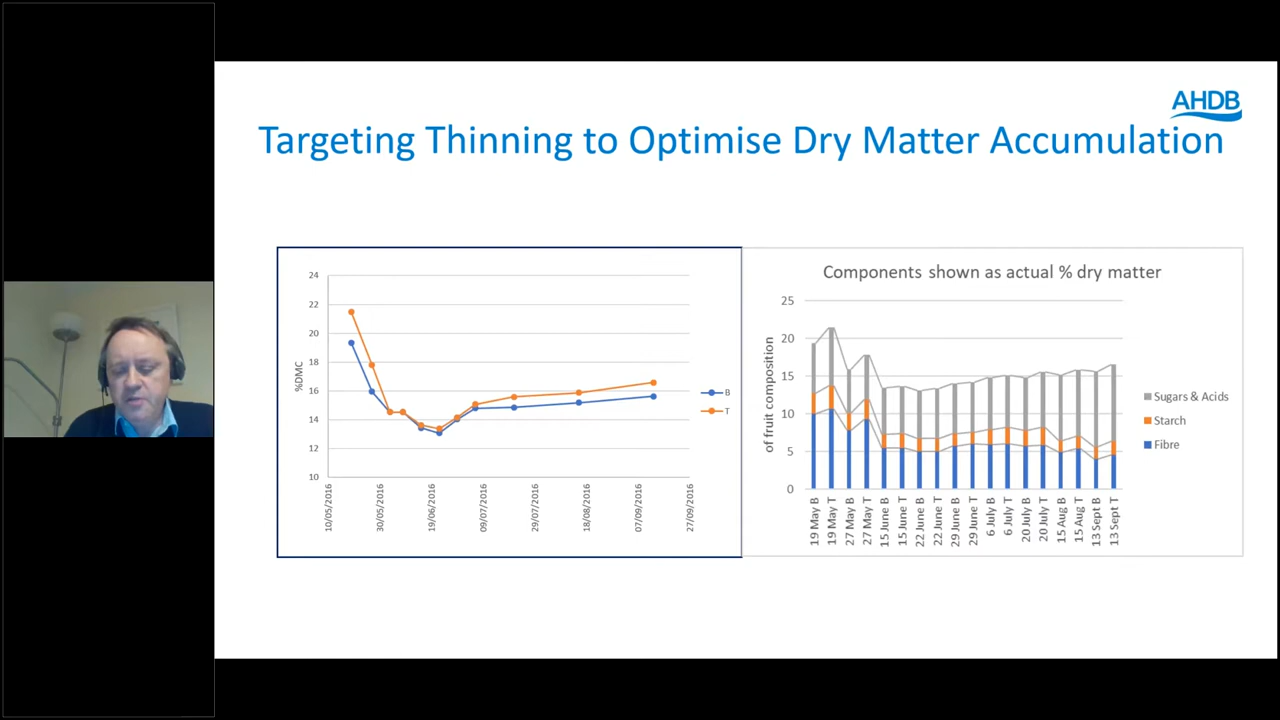 AHDB
Targeting Thinning to Optimise Dry Matter Accumulation
24
22
20
18
16
14
12
10
%DMC
10/05/2016
30/05/2016
19/06/2016
09/07/2016
29/07/2016
18/08/2016
07/09/2016
27/09/2016
B
T
Components shown as actual % dry matter
25
20
15
10
5
0
of fruit composition
19 May B
19 May T
27 May B
27 May T
15 June B
15 June T
22 June B
22 June T
29 June B
29 June T
6 July B
6 July T
20 July B
20 July T
15 Aug B
15 Aug T
13 Sept B
13 Sept T
Sugars & Acids
Starch
Fibre